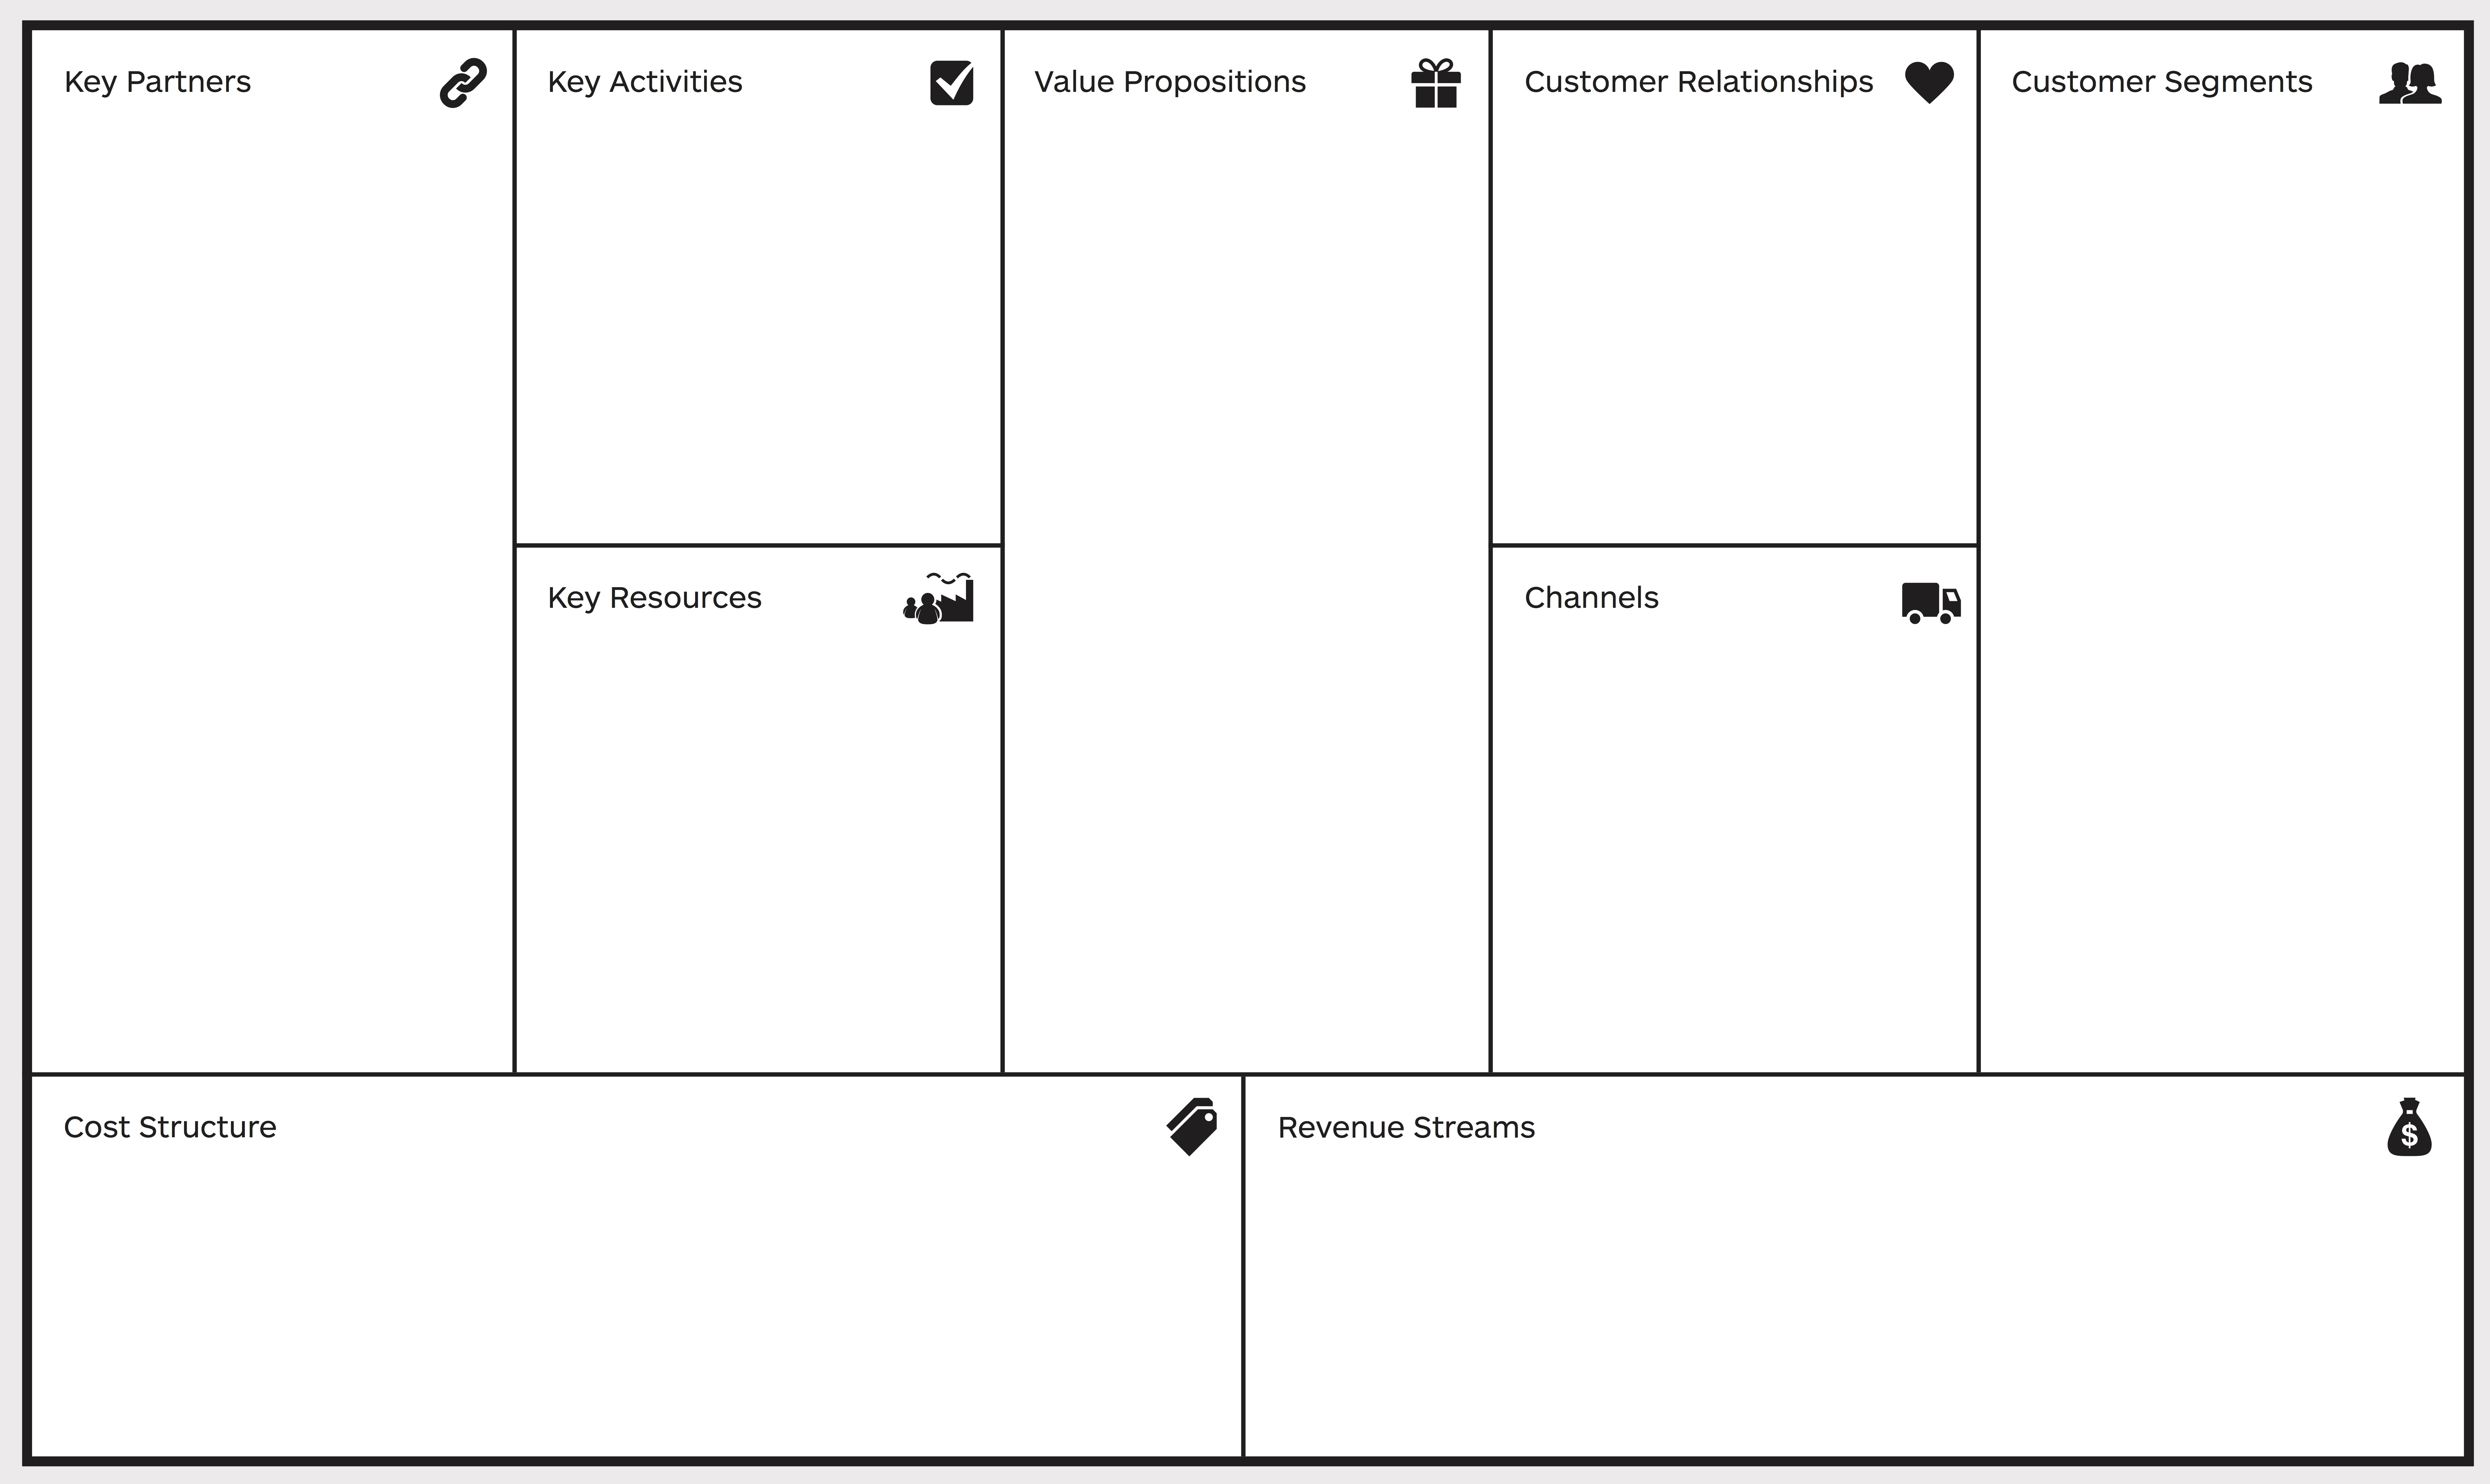 Key Partners
Key Activities
Value Propositions
Customer Relationships
Customer Segments
Key Resources
Channels
Cost Structure
Revenue Streams
$